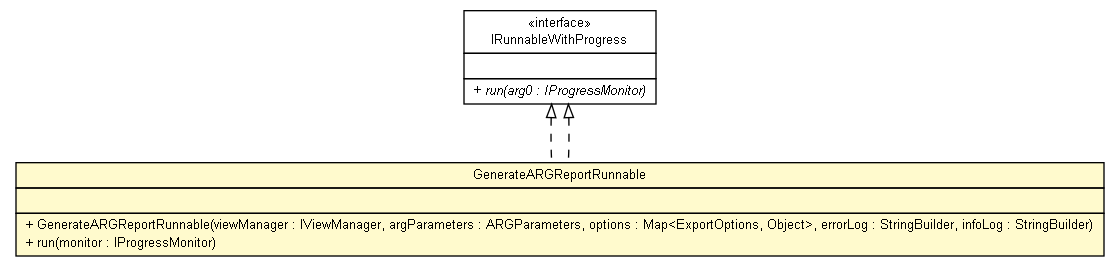 «interface»
IRunnableWithProgress
+ run(arg0 : IProgressMonitor)
GenerateARGReportRunnable
+ GenerateARGReportRunnable(viewManager : IViewManager, argParameters : ARGParameters, options : Map<ExportOptions, Object>, errorLog : StringBuilder, infoLog : StringBuilder)
+ run(monitor : IProgressMonitor)